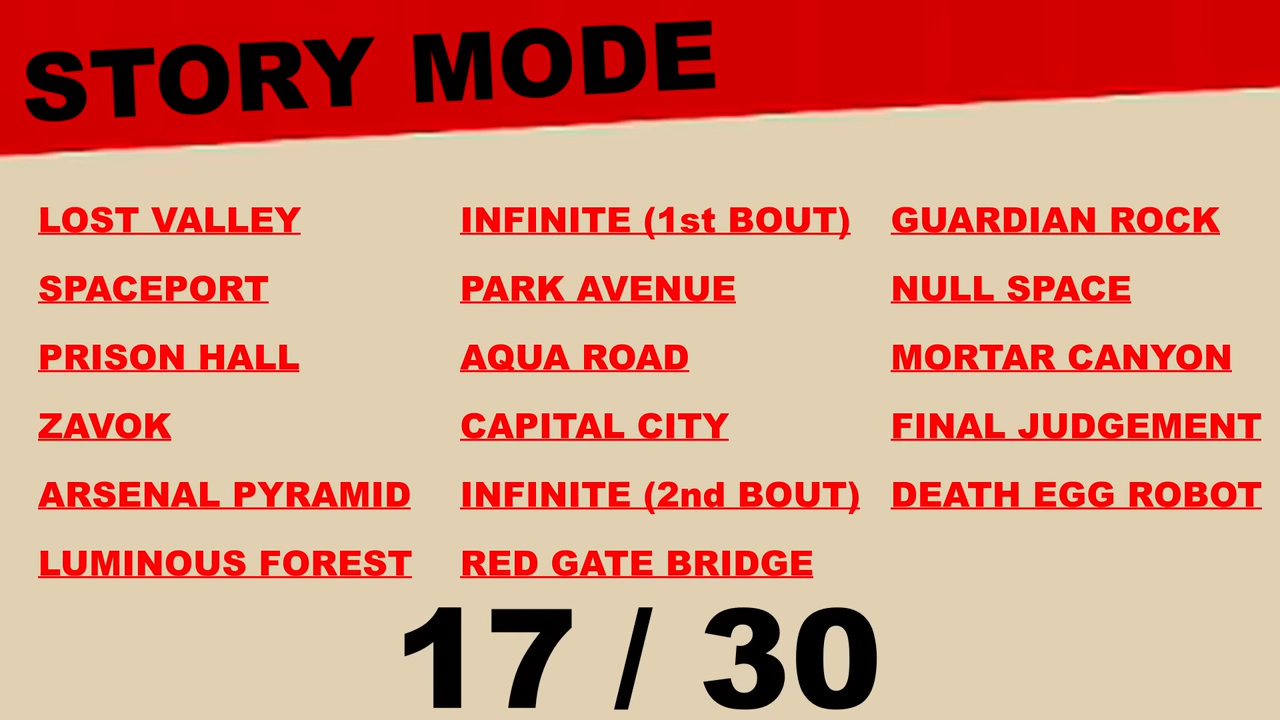 STORY MODE
LOST VALLEY
SPACEPORT
PRISON HALL
ZAVOK
ARSENAL PYRAMID
LUMINOUS FOREST
INFINITE (1st BOUT)
PARK AVENUE
AQUA ROAD
CAPITAL CITY
INFINITE (2nd BOUT)
RED GATE BRIDGE
GUARDIAN ROCK
NULL SPACE
MORTAR CANYON
FINAL JUDGEMENT
DEATH EGG ROBOT
17 / 30